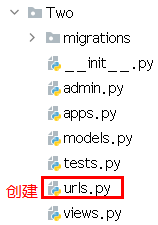 Two
migrations
__init__.py
admin.py
apps.py
models.py
tests.py
创建 urls.py
views.py